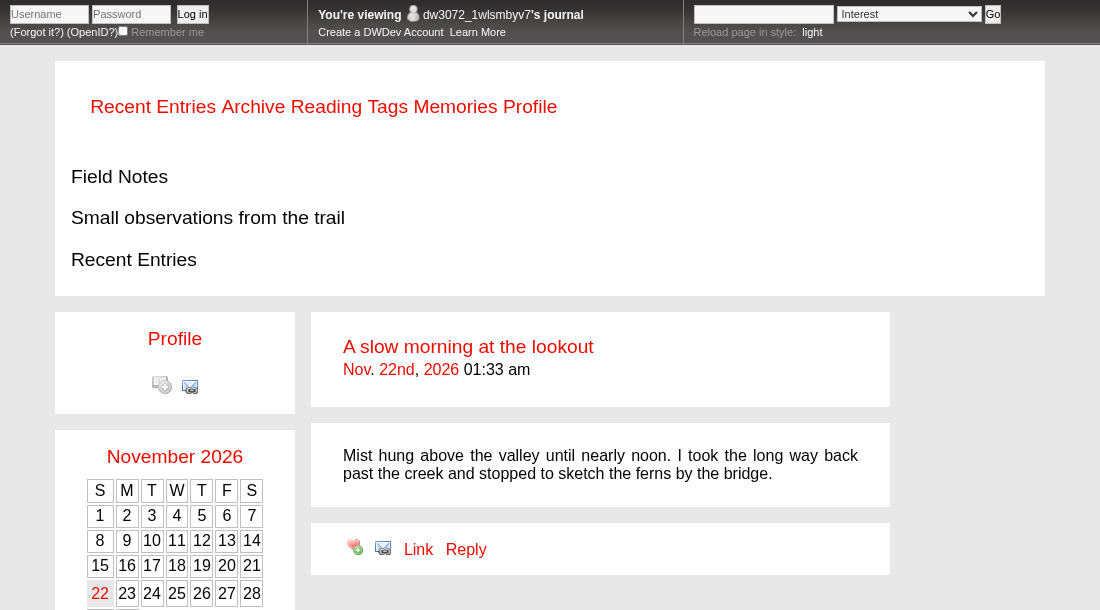 Username Password Log in
(Forgot it?) (OpenID?) Remember me
You're viewing dw3072_1wlsmbyv7's journal
Create a DWDev Account Learn More
Interest Go
Reload page in style: light
Recent Entries Archive Reading Tags Memories Profile
Field Notes
Small observations from the trail
Recent Entries
Profile
November 2026
S M T W T F S
1 2 3 4 5 6 7
8 9 10 11 12 13 14
15 16 17 18 19 20 21
22 23 24 25 26 27 28
A slow morning at the lookout
Nov. 22nd, 2026 01:33 am
Mist hung above the valley until nearly noon. I took the long way back
past the creek and stopped to sketch the ferns by the bridge.
Link Reply